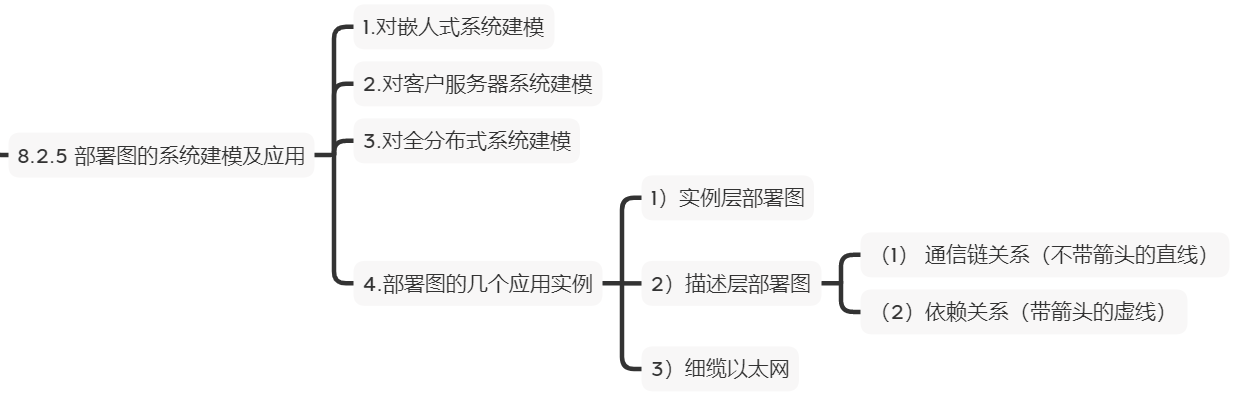 1.对嵌人式系统建模
2.对客户服务器系统建模
3.对全分布式系统建模
8.2.5 部署图的系统建模及应用
1）实例层部署图
（1） 通信链关系（不带箭头的直线）
4.部署图的几个应用实例
2）描述层部署图
（2）依赖关系（带箭头的虚线）
3）细缆以太网